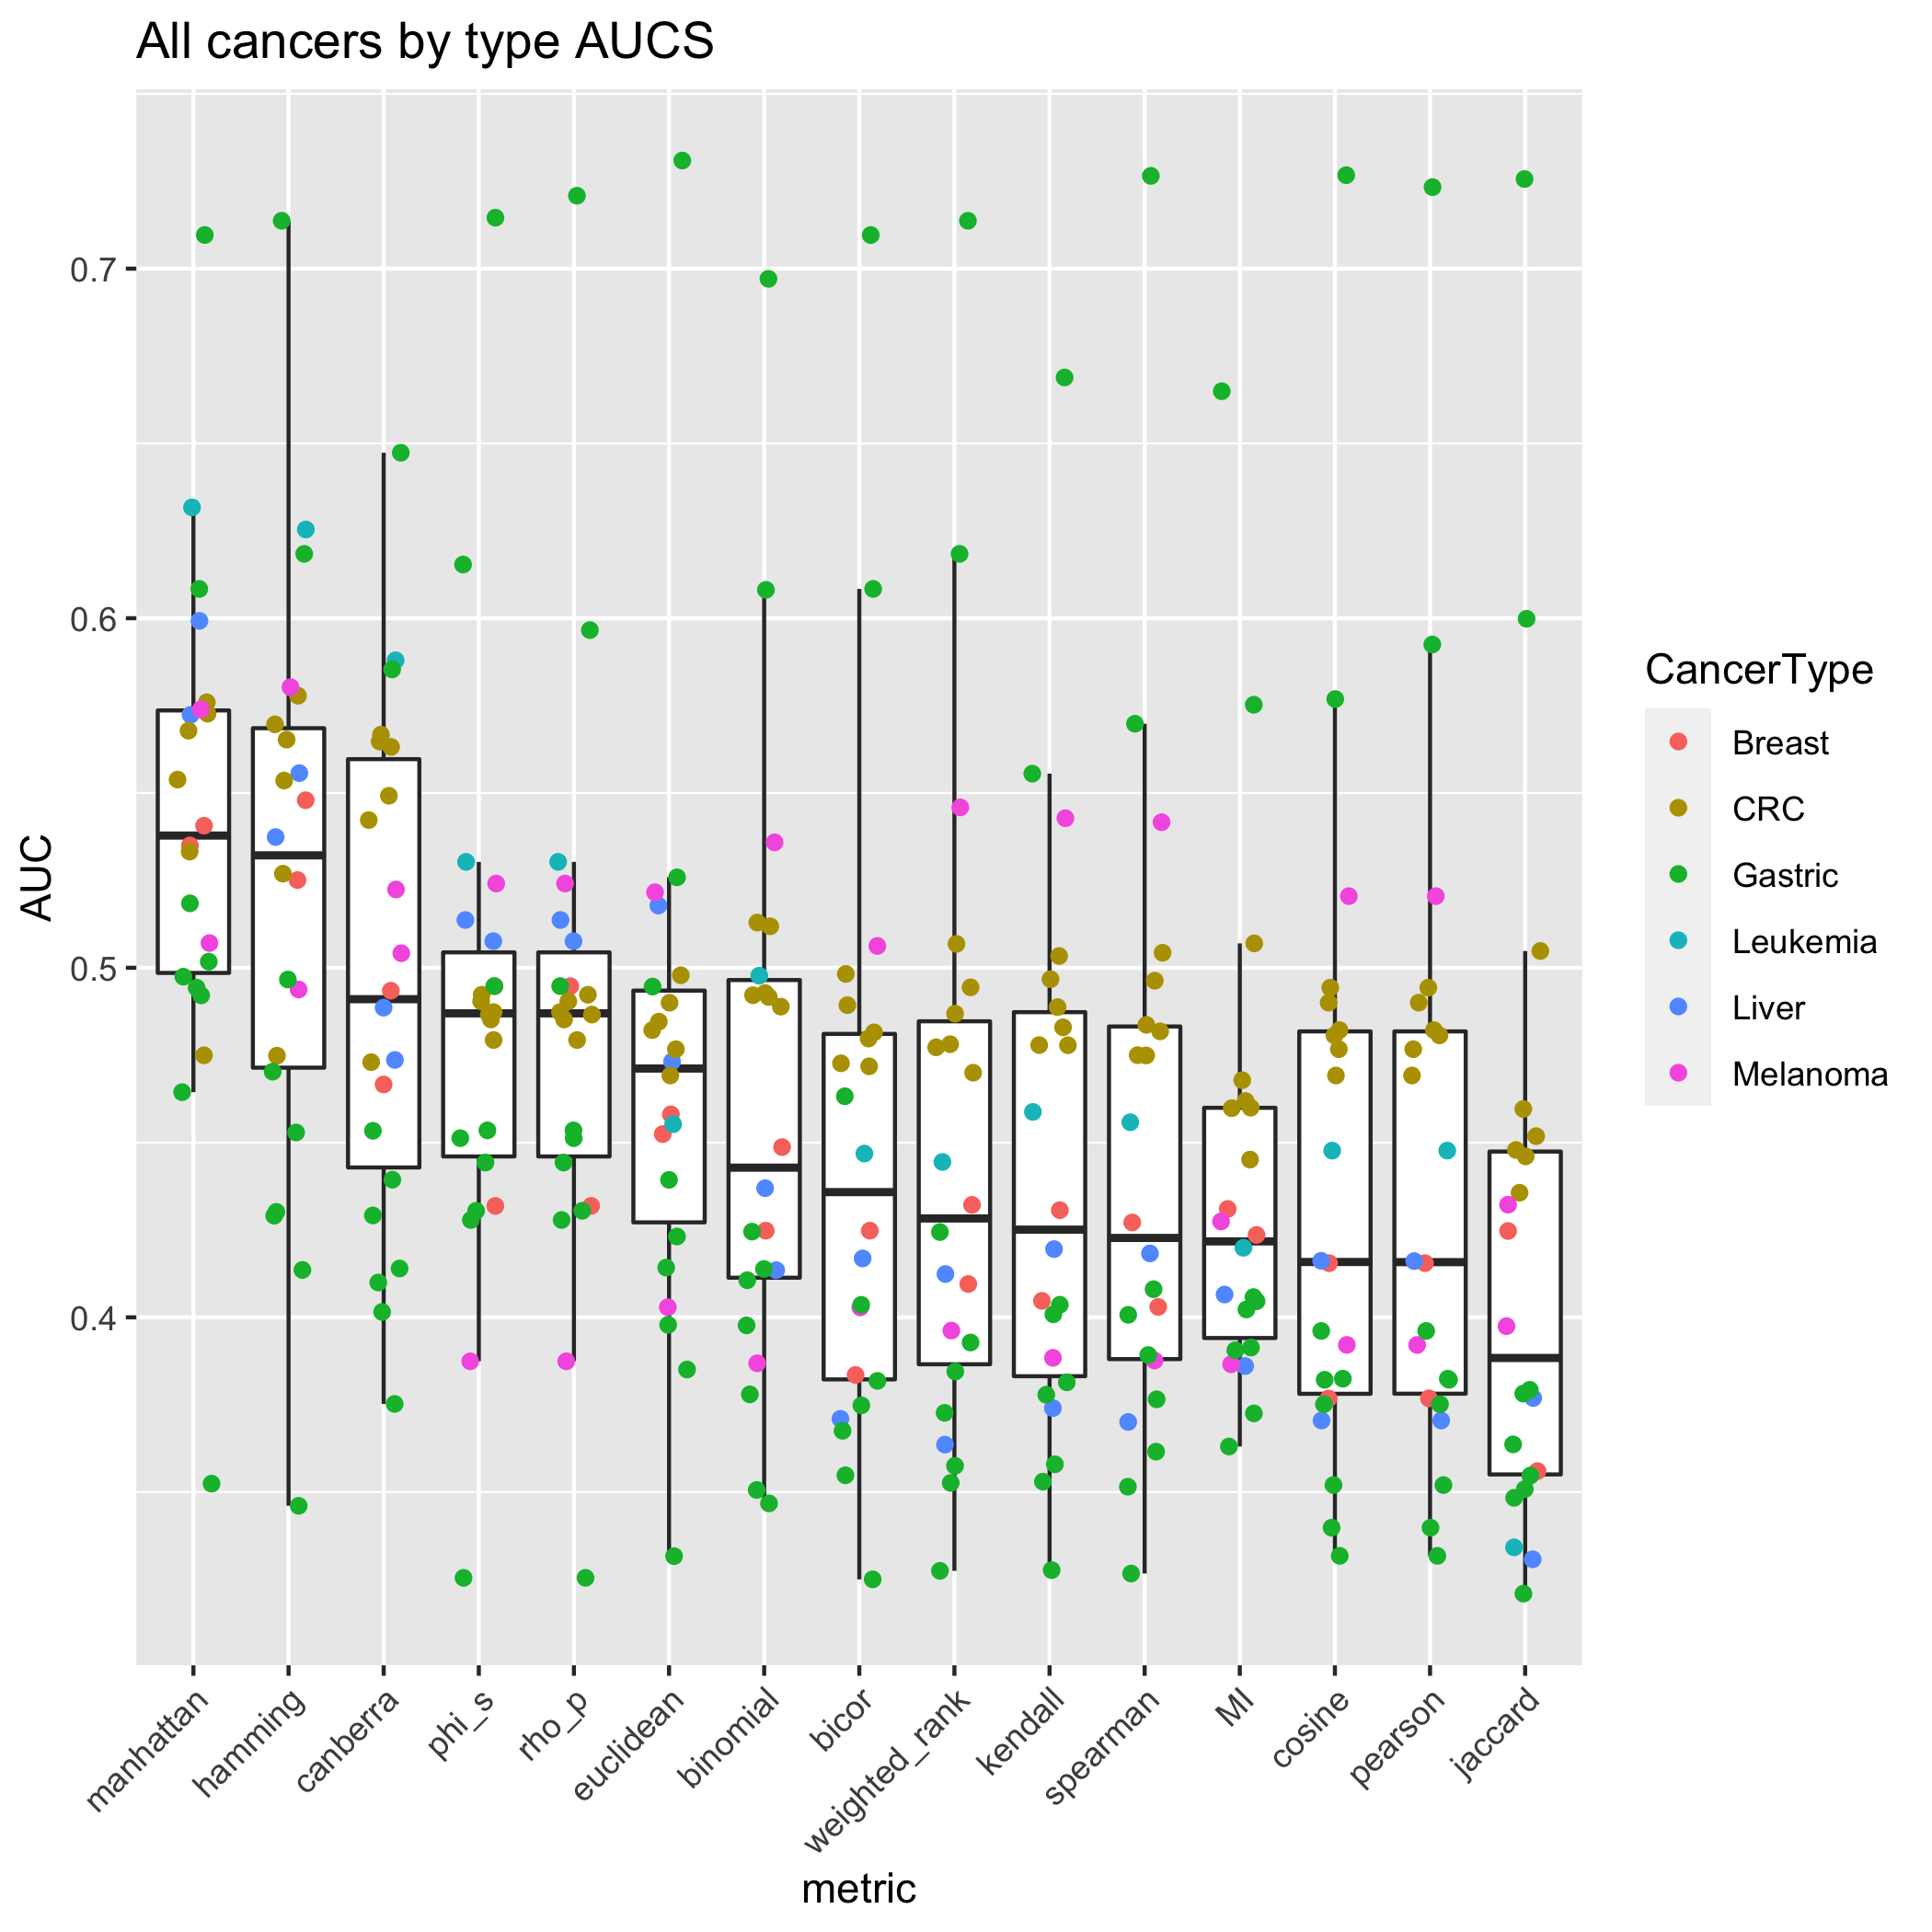 All cancers by type AUCS
0.7
0.6
0.5
0.4
AUC
manhattan
hamming
canberra
phi_s
rho_p
euclidean
binomial
bicor
weighted_rank
kendall
spearman
MI
cosine
pearson
jaccard
metric
CancerType
Breast
CRC
Gastric
Leukemia
Liver
Melanoma